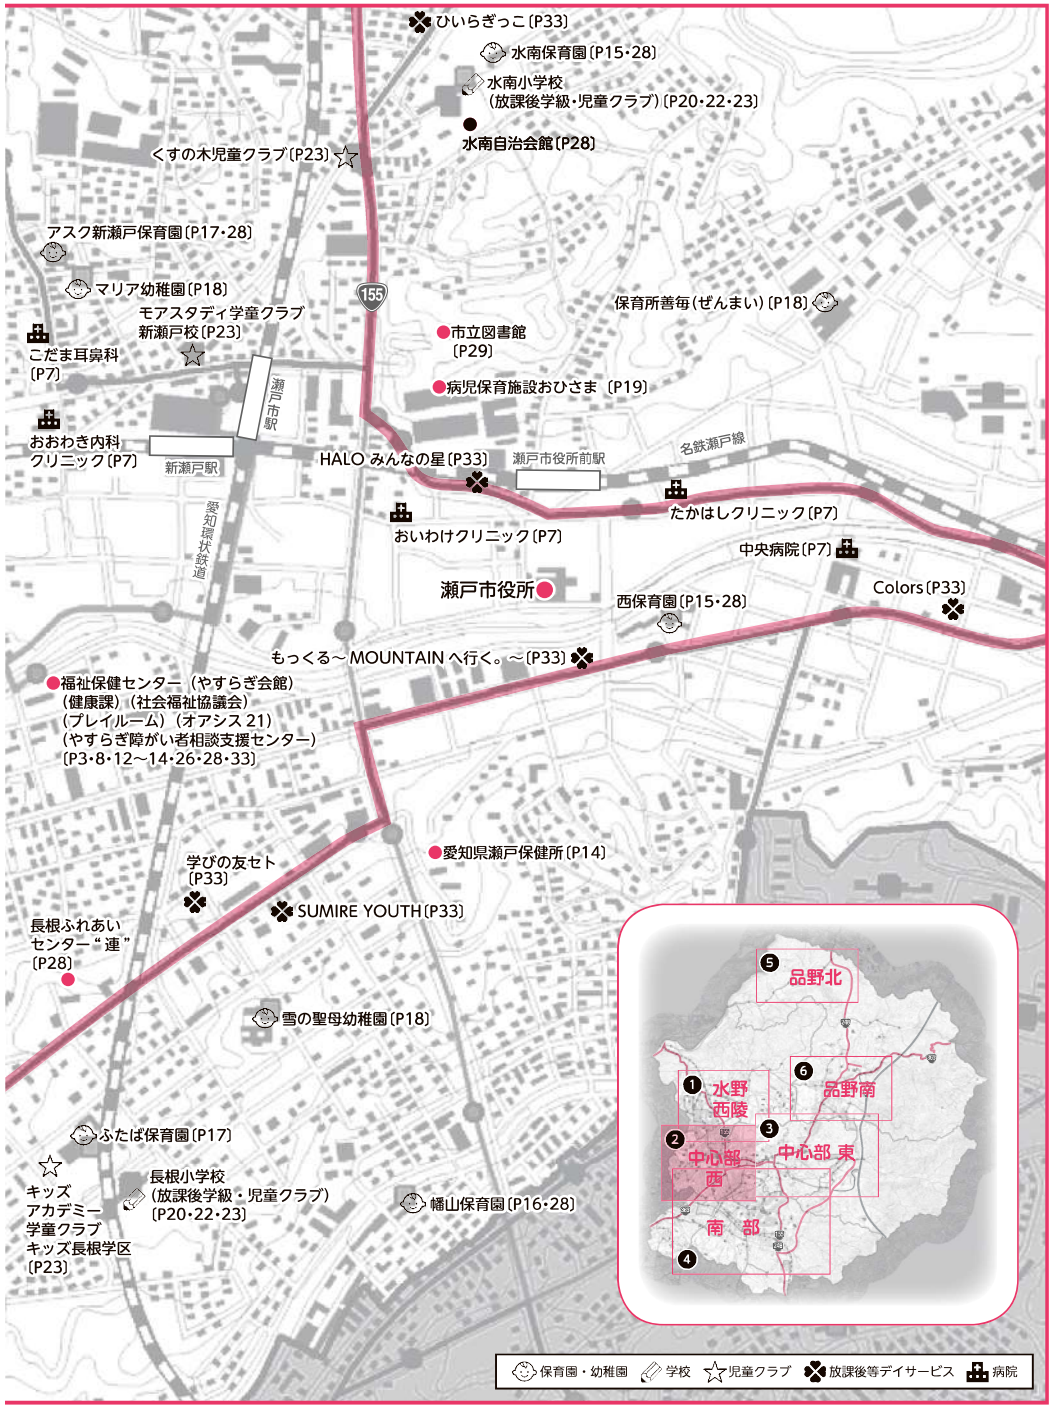 ひいらぎっこ〔P33〕
水南保育園〔P15・28〕
水南小学校
(放課後学級・児童クラブ)〔P20・22・23〕
水南自治会館〔P28〕
くすの木児童クラブ〔P23〕
アスク新瀬戸保育園〔P17・28〕
マリア幼稚園〔P18〕
モアスタディ学童クラブ
新瀬戸校〔P23〕
155
保育所善毎(ぜんまい)〔P18〕
市立図書館
〔P29〕
こだま耳鼻科
〔P7〕
病児保育施設おひさま〔P19〕
瀬戸市駅
おおわき内科
クリニック〔P7〕
新瀬戸駅
HALO みんなの星〔P33〕
瀬戸市役所前駅
名鉄瀬戸線
たかはしクリニック〔P7〕
おいわけクリニック〔P7〕
愛知環状鉄道
中央病院〔P7〕
瀬戸市役所
Colors〔P33〕
西保育園〔P15・28〕
もっくる〜MOUNTAINへ行く。〜〔P33〕
福祉保健センター(やすらぎ会館)
(健康課)(社会福祉協議会)
(プレイルーム)(オアシス21)
(やすらぎ障がい者相談支援センター)
〔P3・8・12〜14・26・28・33〕
愛知県瀬戸保健所〔P14〕
学びの友セト
〔P33〕
SUMIRE YOUTH〔P33〕
長根ふれあい
センター“連”
〔P28〕
雪の聖母幼稚園〔P18〕
ふたば保育園〔P17〕
キッズ
アカデミー
学童クラブ
キッズ長根学区
〔P23〕
長根小学校
(放課後学級・児童クラブ)
〔P20・22・23〕
幡山保育園〔P16・28〕
5
品野北
6
品野南
1
水野
西陵
3
中心部 東
2
中心部
西
南 部
4
保育園・幼稚園 学校 児童クラブ 放課後等デイサービス 病院